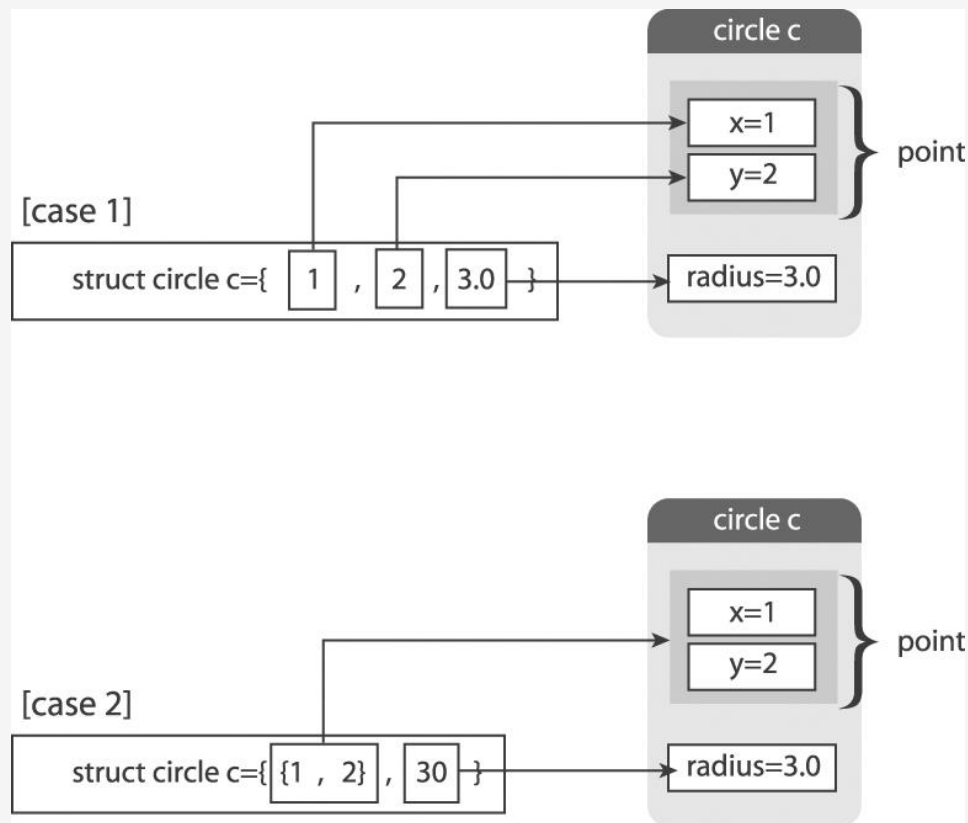 circle c
x=1
y=2
point
[case 1]
struct circle c={ 1 , 2 , 3.0 }
radius=3.0
circle c
x=1
y=2
point
[case 2]
struct circle c={ {1 , 2} , 30 }
radius=3.0